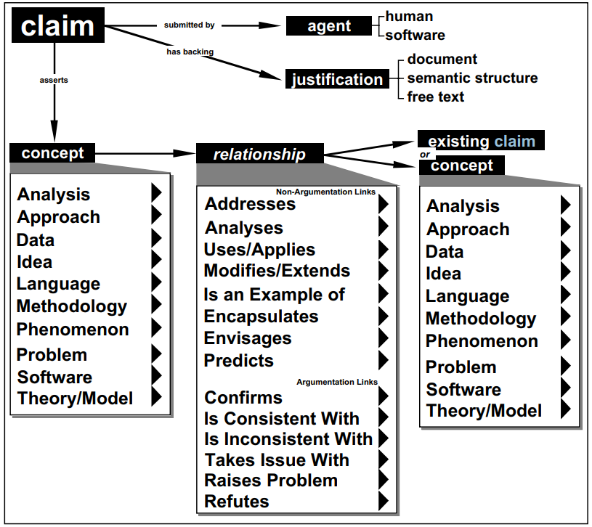 claim
submitted by
agent
human
software
has backing
justification
document
semantic structure
free text
asserts
concept
relationship
existing claim
or
concept
Analysis
Approach
Data
Idea
Language
Methodology
Phenomenon
Problem
Software
Theory/Model
Non-Argumentation Links
Addresses
Analyses
Uses/Applies
Modifies/Extends
Is an Example of
Encapsulates
Envisages
Predicts
Argumentation Links
Confirms
Is Consistent With
Is Inconsistent With
Takes Issue With
Raises Problem
Refutes
Analysis
Approach
Data
Idea
Language
Methodology
Phenomenon
Problem
Software
Theory/Model